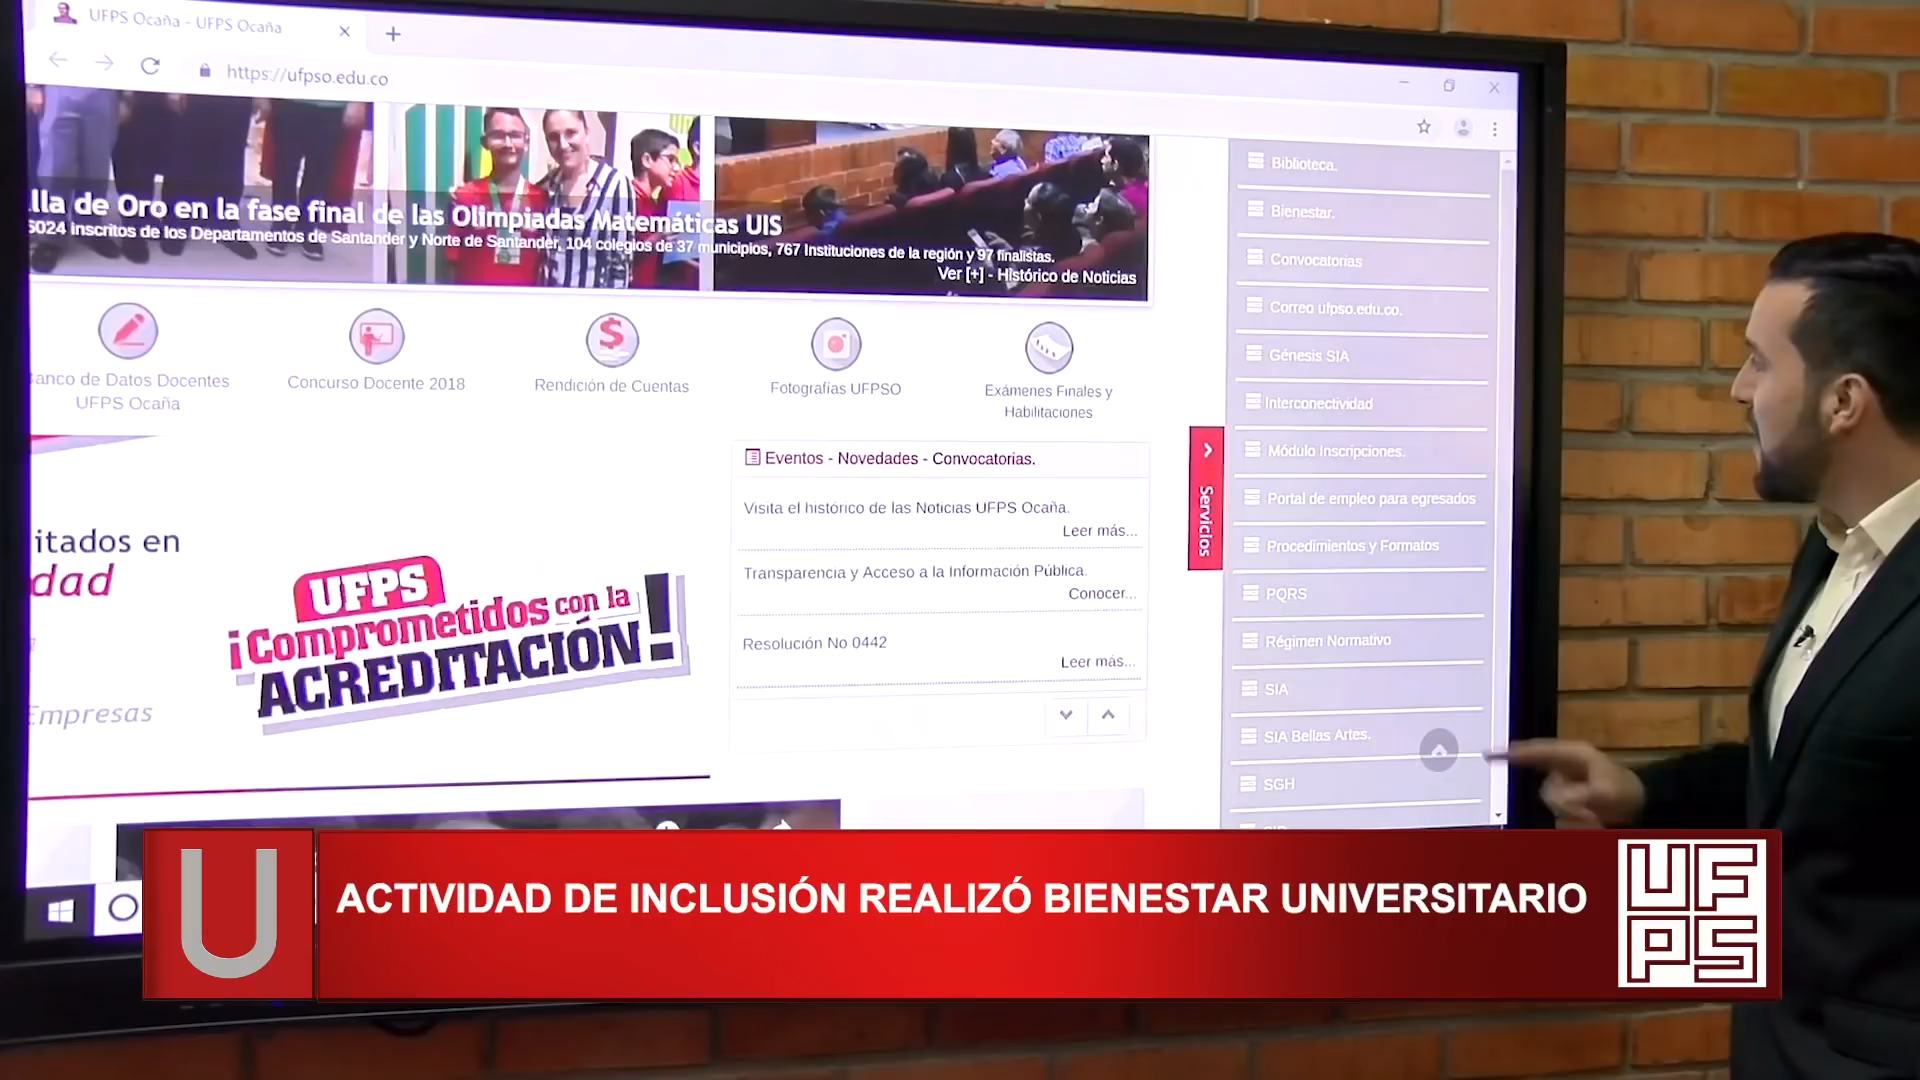 UFPS Ocaña - UFPS Ocaña
https://ufpso.edu.co
lla de Oro en la fase final de las Olimpiadas Matemáticas UIS
5024 Inscritos de los Departamentos de Santander y Norte de Santander, 104 colegios de 37 municipios, 767 Instituciones de la región y 97 finalistas.
Ver [+] - Histórico de Noticias
anco de Datos Docentes
UFPS Ocaña
Concurso Docente 2018
Rendición de Cuentas
Fotografías UFPSO
Exámenes Finales y
Habilitaciones
itados en
dad
Empresas
UFPS
¡Comprometidos con la
ACREDITACIÓN!
Eventos - Novedades - Convocatorias.
Visita el histórico de las Noticias UFPS Ocaña.
Leer más...
Transparencia y Acceso a la Información Pública.
Conocer...
Resolución No 0442
Leer más...
Servicios
Biblioteca.
Bienestar.
Convocatorias
Correo ufpso.edu.co.
Génesis SIA
Interconectividad
Módulo Inscripciones.
Portal de empleo para egresados
Procedimientos y Formatos
PQRS
Régimen Normativo
SIA
SIA Bellas Artes.
SGH
U
ACTIVIDAD DE INCLUSIÓN REALIZÓ BIENESTAR UNIVERSITARIO
UF
PS